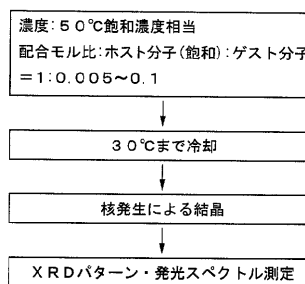 濃度:50℃飽和濃度相当
配合モル比:ホスト分子(飽和):ゲスト分子
=1:0.005~0.1
30℃まで冷却
核発生による結晶
XRDパターン・発光スペクトル測定